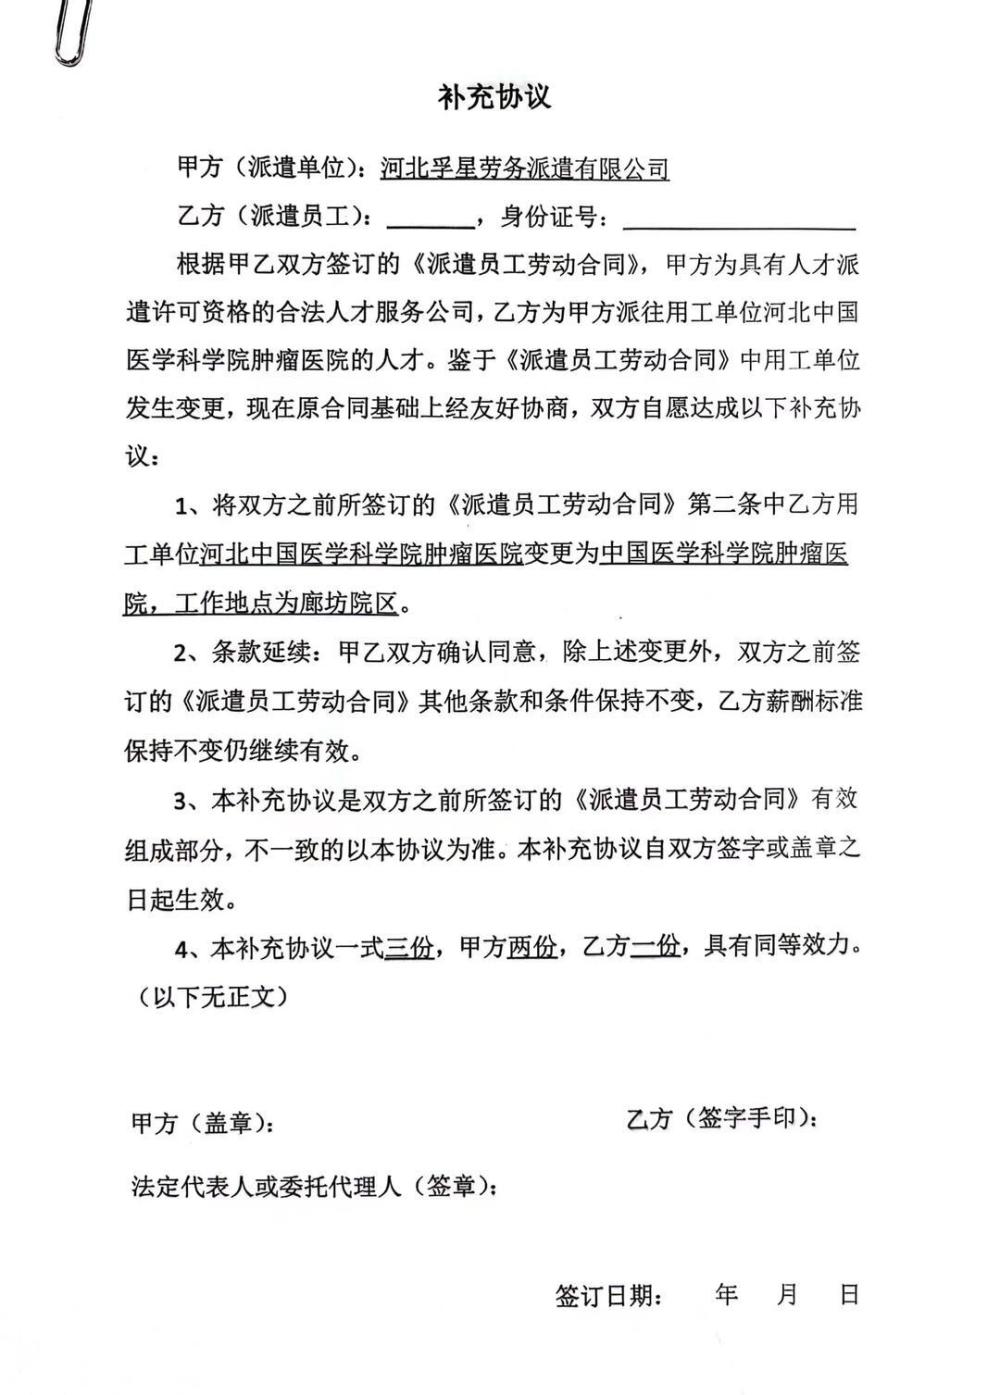 补充协议
甲方（派遣单位）：河北孚星劳务派遣有限公司
乙方（派遣员工）：______，身份证号：________________
根据甲乙双方签订的《派遣员工劳动合同》，甲方为具有人才派
遣许可资格的合法人才服务公司，乙方为甲方派往用工单位河北中国
医学科学院肿瘤医院的人才。鉴于《派遣员工劳动合同》中用工单位
发生变更，现在原合同基础上经友好协商，双方自愿达成以下补充协
议：
1、将双方之前所签订的《派遣员工劳动合同》第二条中乙方用
工单位河北中国医学科学院肿瘤医院变更为中国医学科学院肿瘤医
院，工作地点为廊坊院区。
2、条款延续：甲乙双方确认同意，除上述变更外，双方之前签
订的《派遣员工劳动合同》其他条款和条件保持不变，乙方薪酬标准
保持不变仍继续有效。
3、本补充协议是双方之前所签订的《派遣员工劳动合同》有效
组成部分，不一致的以本协议为准。本补充协议自双方签字或盖章之
日起生效。
4、本补充协议一式三份，甲方两份，乙方一份，具有同等效力。
（以下无正文）
甲方（盖章）： 乙方（签字手印）：
法定代表人或委托代理人（签章）：
签订日期： 年 月 日